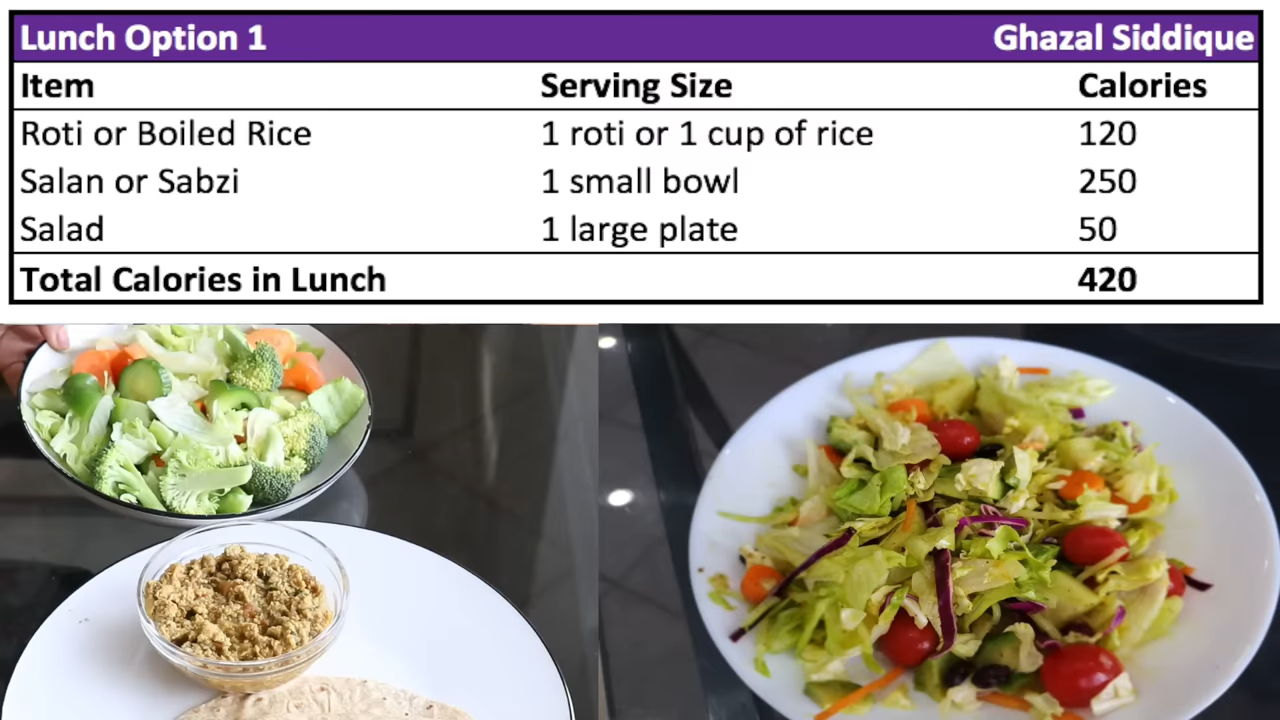 Lunch Option 1 Ghazal Siddique
Item Serving Size Calories
Roti or Boiled Rice 1 roti or 1 cup of rice 120
Salan or Sabzi 1 small bowl 250
Salad 1 large plate 50
Total Calories in Lunch 420